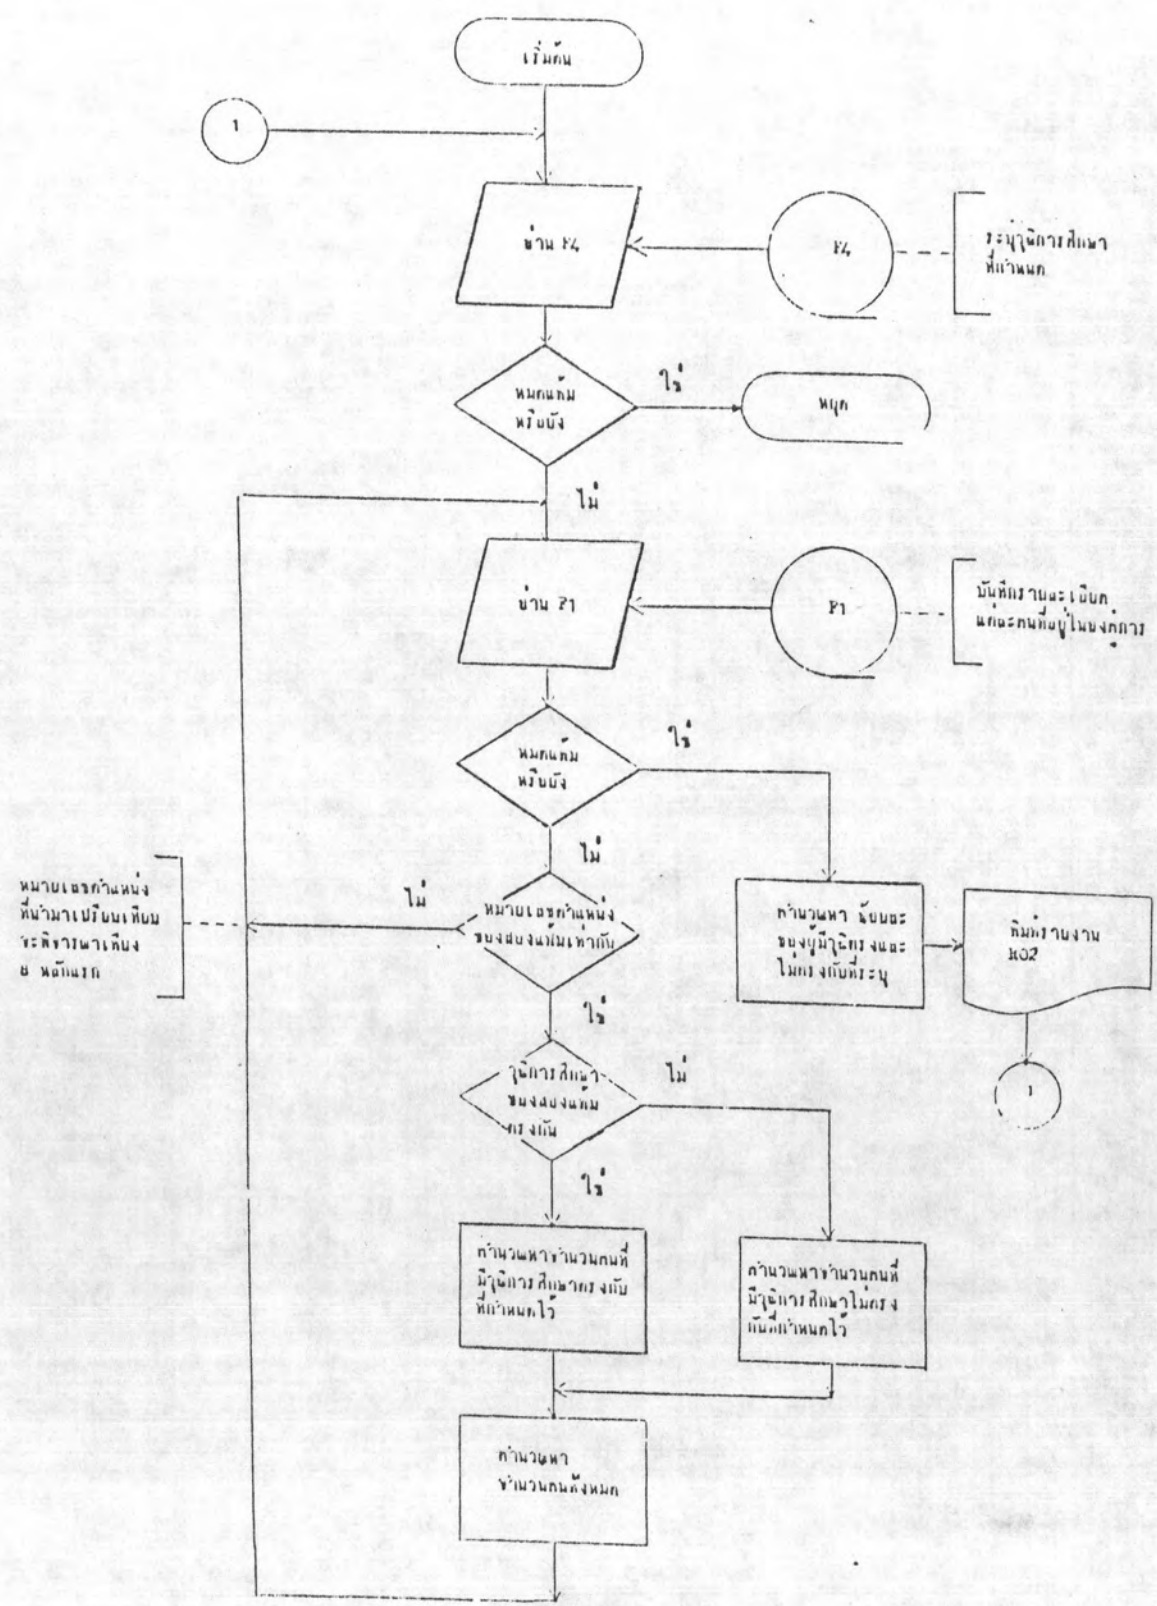 เริ่มต้น
1
อ่าน F4
F4
ระบุวุฒิการศึกษา
ที่กำหนด
หมดแฟ้ม
หรือยัง
ใช่
หยุด
ไม่
อ่าน F1
F1
บันทึกรายละเอียด
แต่ละคนที่อยู่ในองค์การ
หมดแฟ้ม
หรือยัง
ใช่
ไม่
หมายเลขตำแหน่ง
ที่นำมาเปรียบเทียบ
จะพิจารณาเพียง
8 หลักแรก
ไม่
หมายเลขตำแหน่ง
ของสองแฟ้มเท่ากัน
คำนวณหา ร้อยละ
ของผู้มีวุฒิตรงและ
ไม่ตรงกับที่ระบุ
พิมพ์รายงาน
R02
ใช่
วุฒิการศึกษา
ของสองแฟ้ม
ตรงกัน
ไม่
1
ใช่
คำนวณหาจำนวนคนที่
มีวุฒิการศึกษาตรงกับ
ที่กำหนดไว้
คำนวณหาจำนวนคนที่
มีวุฒิการศึกษาไม่ตรง
กับที่กำหนดไว้
คำนวณหา
จำนวนคนทั้งหมด